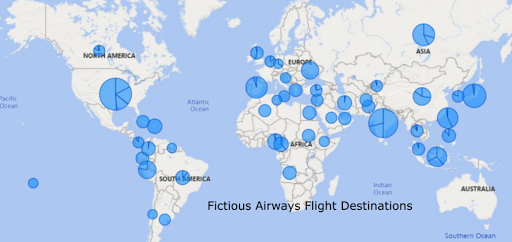 NORTH AMERICA
EUROPE
ASIA
Pacific
Ocean
Atlantic
Ocean
AFRICA
SOUTH AMERICA
Indian
Ocean
AUSTRALIA
Fictious Airways Flight Destinations
Southern Ocean